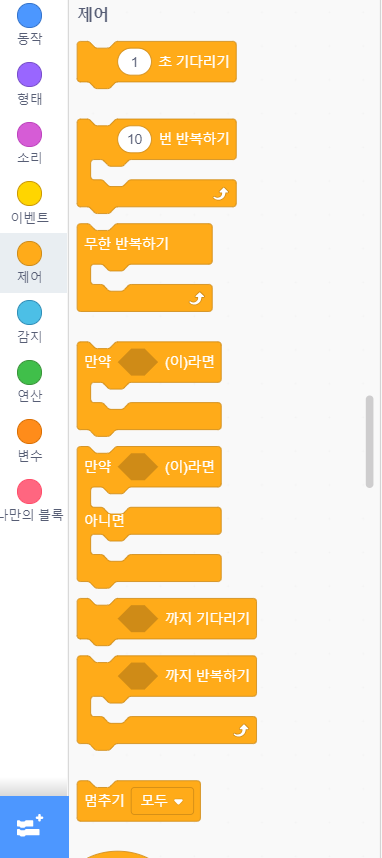 동작
형태
소리
이벤트
제어
감지
연산
변수
나만의 블록
제어
1 초 기다리기
10 번 반복하기
무한 반복하기
만약 (이)라면
만약 (이)라면
아니면
까지 기다리기
까지 반복하기
멈추기 모두